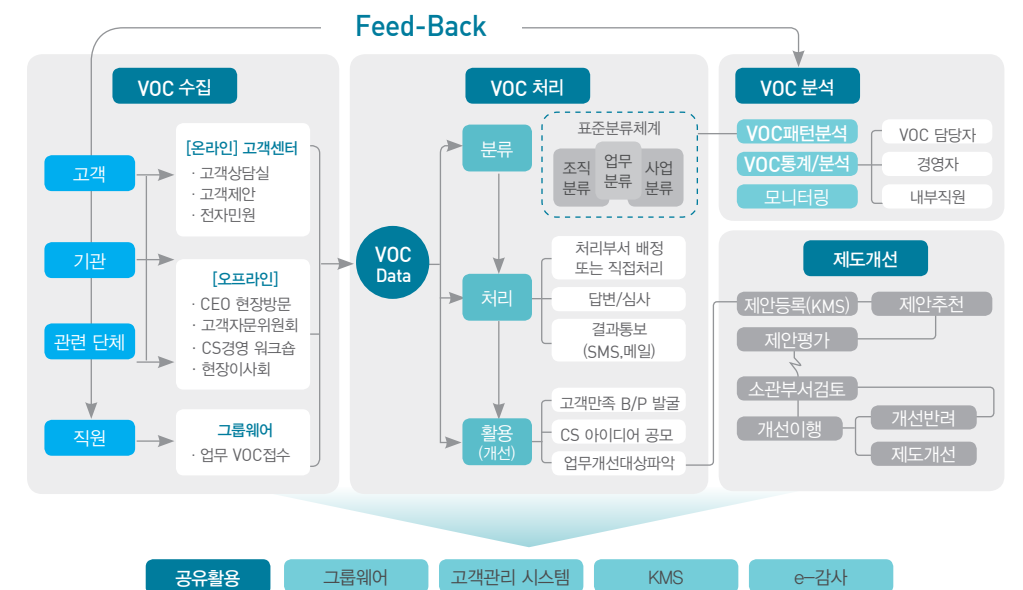 Feed-Back
VOC 수집
고객
기관
관련 단체
직원
[온라인] 고객센터
· 고객상담실
· 고객제안
· 전자민원
[오프라인]
· CEO 현장방문
· 고객자문위원회
· CS경영 워크숍
· 현장이사회
그룹웨어
· 업무 VOC접수
VOC
Data
VOC 처리
분류
표준분류체계
조직
분류
업무
분류
사업
분류
처리
처리부서 배정
또는 직접처리
답변/심사
결과통보
(SMS,메일)
활용
(개선)
고객만족 B/P 발굴
CS 아이디어 공모
업무개선대상파악
VOC 분석
VOC패턴분석
VOC통계/분석
모니터링
VOC 담당자
경영자
내부직원
제도개선
제안등록(KMS)
제안추천
제안평가
소관부서검토
개선이행
개선반려
제도개선
공유활용
그룹웨어
고객관리 시스템
KMS
e-감사